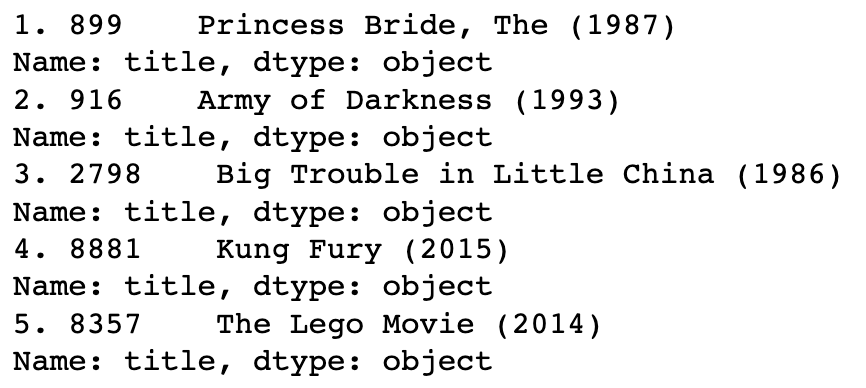 1. 899    Princess Bride, The (1987)
Name: title, dtype: object
2. 916    Army of Darkness (1993)
Name: title, dtype: object
3. 2798    Big Trouble in Little China (1986)
Name: title, dtype: object
4. 8881    Kung Fury (2015)
Name: title, dtype: object
5. 8357    The Lego Movie (2014)
Name: title, dtype: object